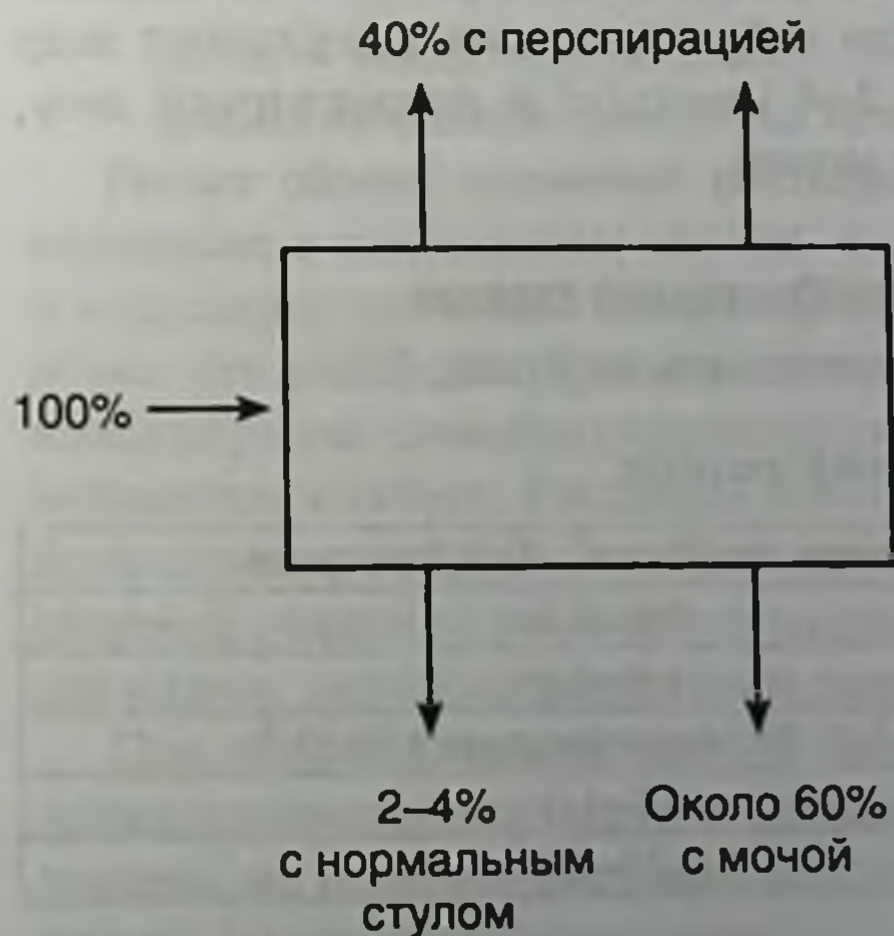 40% с перспирацией
100%
2–4%
с нормальным
стулом
Около 60%
с мочой